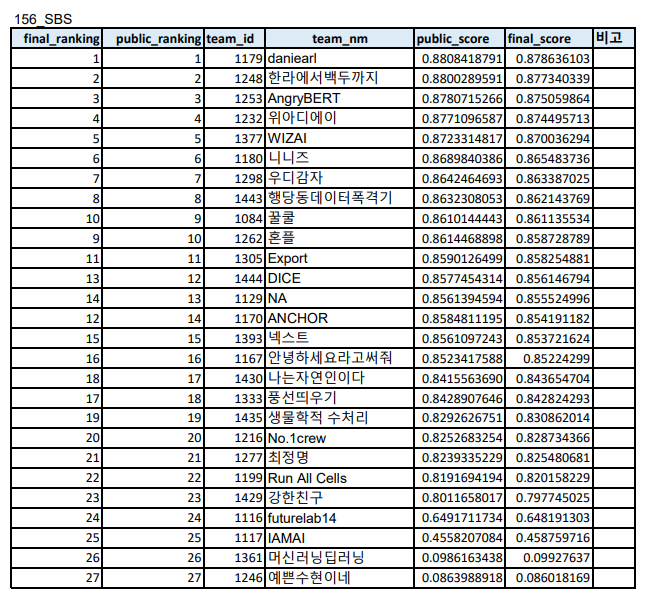 156_SBS
final_ranking public_ranking team_id team_nm public_score final_score 비고
1 1 1179 daniearl 0.8808418791 0.878636103
2 2 1248 한라에서백두까지 0.8800289591 0.877340339
3 3 1253 AngryBERT 0.8780715266 0.875059864
4 4 1232 위아디에이 0.8771096587 0.874495713
5 5 1377 WIZAI 0.8723314817 0.870036294
6 6 1180 니니즈 0.8689840386 0.865483736
7 7 1298 우디감자 0.8642464693 0.863387025
8 8 1443 행당동데이터폭격기 0.8632308053 0.862143769
10 9 1084 꿀쿨 0.8610144443 0.861135534
9 10 1262 혼플 0.8614468898 0.858728789
11 11 1305 Export 0.8590126499 0.858254881
13 12 1444 DICE 0.8577454314 0.856146794
14 13 1129 NA 0.8561394594 0.855524996
12 14 1170 ANCHOR 0.8584811195 0.854191182
15 15 1393 넥스트 0.8561097243 0.853721624
16 16 1167 안녕하세요라고써줘 0.8523417588 0.85224299
18 17 1430 나는자연인이다 0.8415563690 0.843654704
17 18 1333 풍선띄우기 0.8428907646 0.842824293
19 19 1435 생물학적 수처리 0.8292626751 0.830862014
20 20 1216 No.1crew 0.8252683254 0.828734366
21 21 1277 최정명 0.8239335229 0.825480681
22 22 1199 Run All Cells 0.8191694194 0.820158229
23 23 1429 강한친구 0.8011658017 0.797745025
24 24 1116 futurelab14 0.6491711734 0.648191303
25 25 1117 IAMAI 0.4558207084 0.458759716
26 26 1361 머신러닝딥러닝 0.0986163438 0.09927637
27 27 1246 예쁜수현이네 0.0863988918 0.086018169